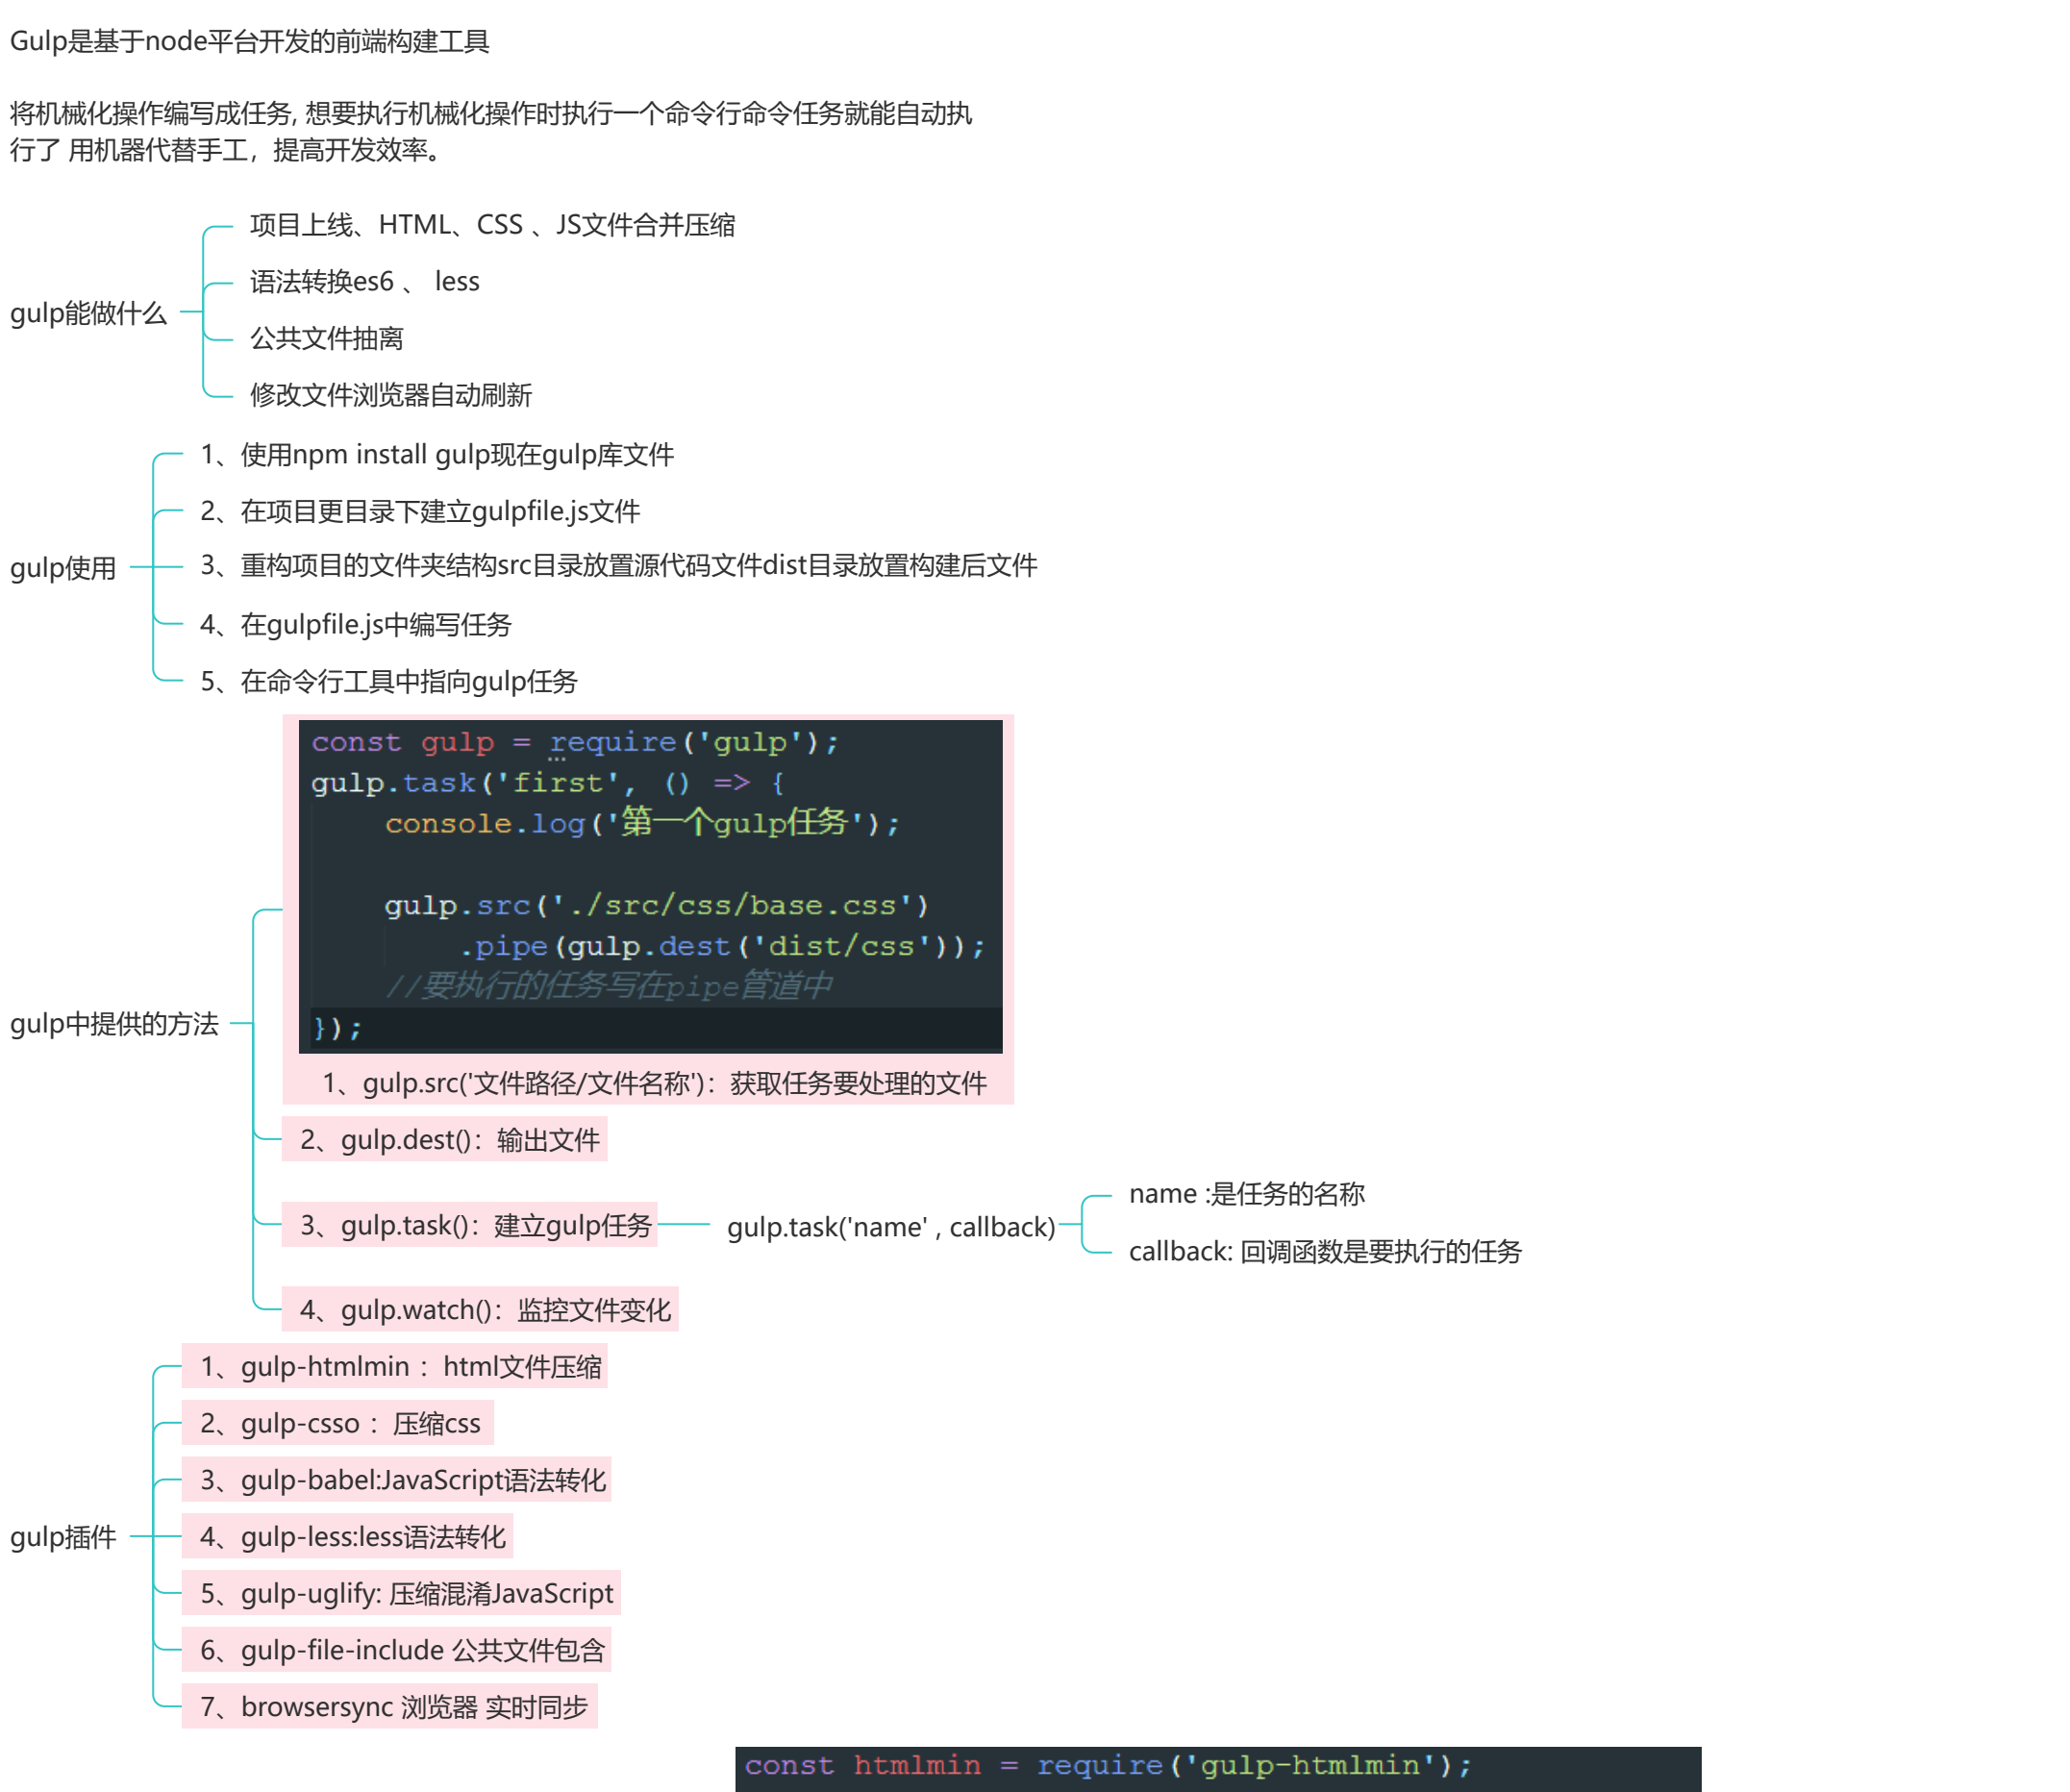 Gulp是基于node平台开发的前端构建工具
将机械化操作编写成任务, 想要执行机械化操作时执行一个命令行命令任务就能自动执
行了 用机器代替手工，提高开发效率。
gulp能做什么
项目上线、HTML、CSS 、JS文件合并压缩
语法转换es6 、 less
公共文件抽离
修改文件浏览器自动刷新
gulp使用
1、使用npm install gulp现在gulp库文件
2、在项目更目录下建立gulpfile.js文件
3、重构项目的文件夹结构src目录放置源代码文件dist目录放置构建后文件
4、在gulpfile.js中编写任务
5、在命令行工具中指向gulp任务
gulp中提供的方法
const gulp = require('gulp');
gulp.task('first', () => {
console.log('第一个gulp任务');
gulp.src('./src/css/base.css')
.pipe(gulp.dest('dist/css'));
//要执行的任务写在pipe管道中
});
1、gulp.src('文件路径/文件名称')：获取任务要处理的文件
2、gulp.dest()：输出文件
3、gulp.task()：建立gulp任务
gulp.task('name' , callback)
name :是任务的名称
callback: 回调函数是要执行的任务
4、gulp.watch()：监控文件变化
gulp插件
1、gulp-htmlmin ：html文件压缩
2、gulp-csso ：压缩css
3、gulp-babel:JavaScript语法转化
4、gulp-less:less语法转化
5、gulp-uglify: 压缩混淆JavaScript
6、gulp-file-include 公共文件包含
7、browsersync 浏览器 实时同步
const htmlmin = require('gulp-htmlmin');